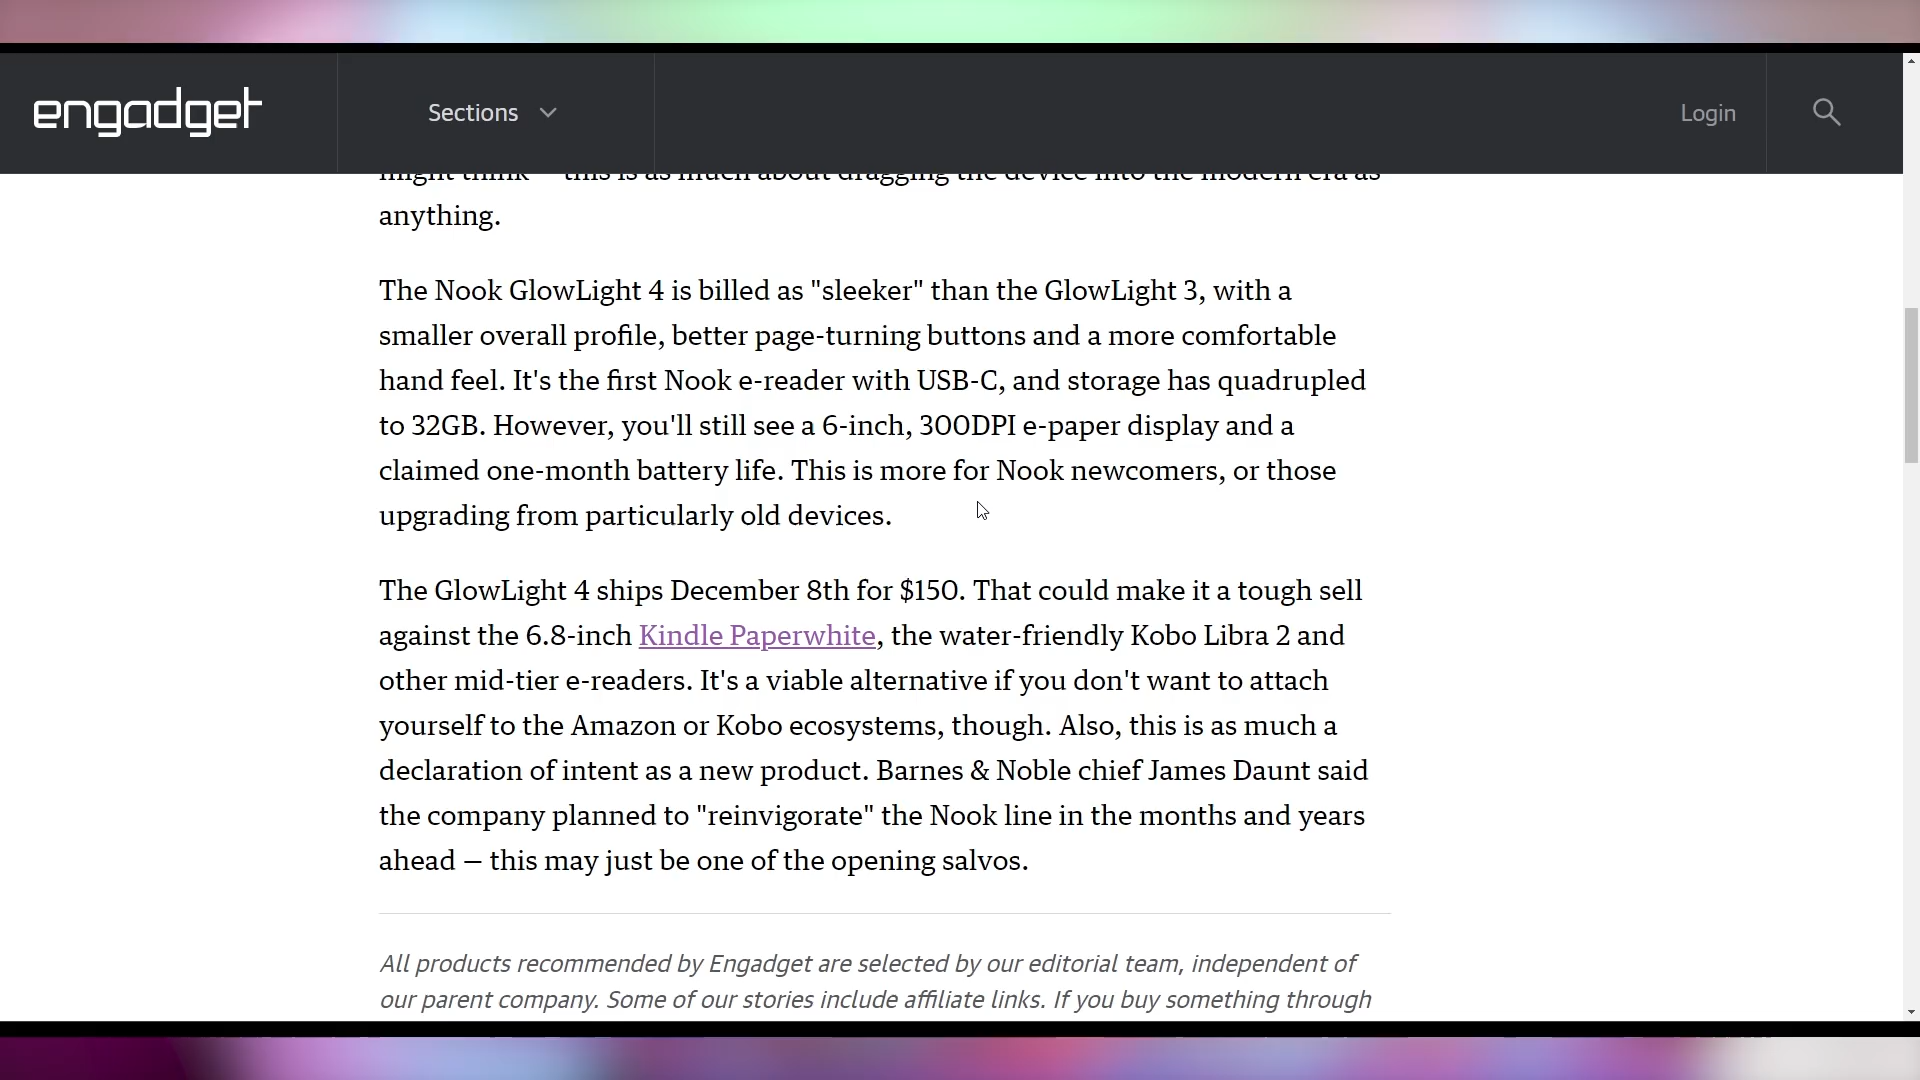 engadget
Sections
Login
might think — this is as much about dragging the device into the modern era as
anything.
The Nook GlowLight 4 is billed as "sleeker" than the GlowLight 3, with a
smaller overall profile, better page-turning buttons and a more comfortable
hand feel. It's the first Nook e-reader with USB-C, and storage has quadrupled
to 32GB. However, you'll still see a 6-inch, 300DPI e-paper display and a
claimed one-month battery life. This is more for Nook newcomers, or those
upgrading from particularly old devices.
The GlowLight 4 ships December 8th for $150. That could make it a tough sell
against the 6.8-inch Kindle Paperwhite, the water-friendly Kobo Libra 2 and
other mid-tier e-readers. It's a viable alternative if you don't want to attach
yourself to the Amazon or Kobo ecosystems, though. Also, this is as much a
declaration of intent as a new product. Barnes & Noble chief James Daunt said
the company planned to "reinvigorate" the Nook line in the months and years
ahead — this may just be one of the opening salvos.
All products recommended by Engadget are selected by our editorial team, independent of
our parent company. Some of our stories include affiliate links. If you buy something through